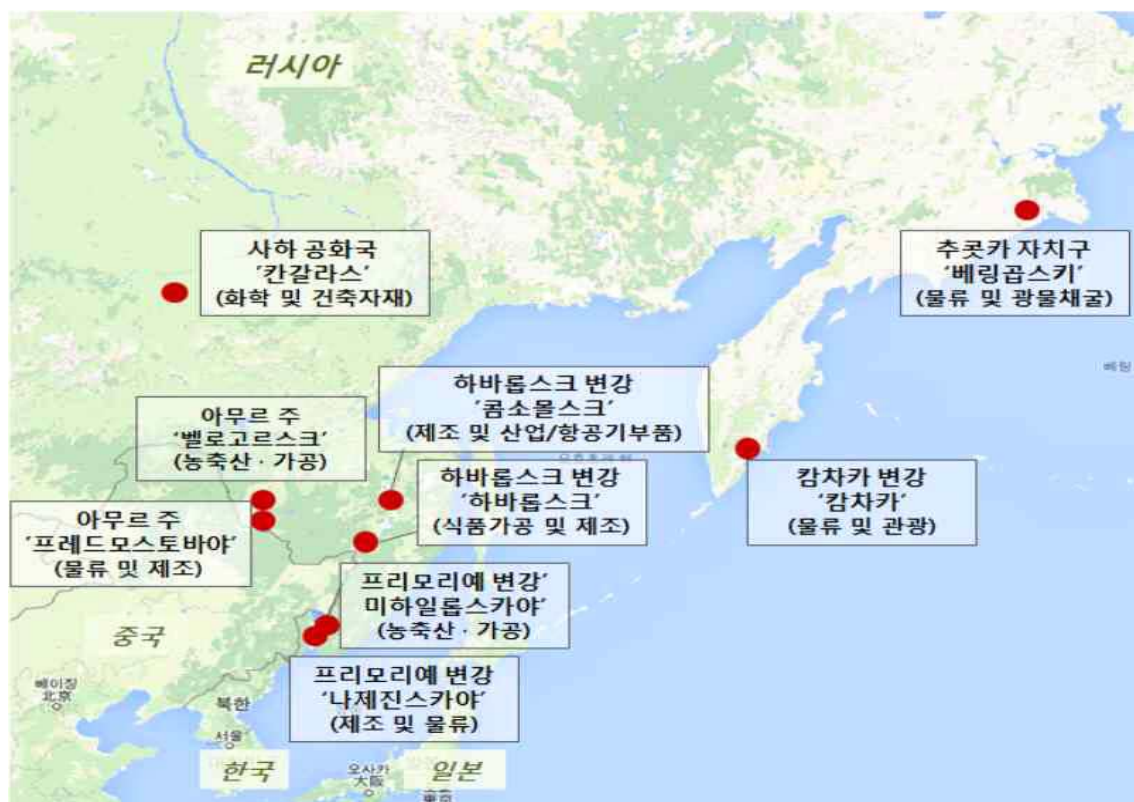 러시아
사하 공화국
'칸갈라스'
(화학 및 건축자재)
추콧카 자치구
'베링곱스키'
(물류 및 광물채굴)
하바롭스크 변강
'콤소몰스크'
(제조 및 산업/항공기부품)
아무르 주
'벨로고르스크'
(농축산 · 가공)
하바롭스크 변강
'하바롭스크'
(식품가공 및 제조)
캄차카 변강
'캄차카'
(물류 및 관광)
아무르 주
'프레드모스토바야'
(물류 및 제조)
프리모리예 변강'
미하일롭스카야'
(농축산 · 가공)
중국
프리모리예 변강
'나제진스카야'
(제조 및 물류)
베이징
北京
북한
서울
한국
오사카
大阪
일본
東京